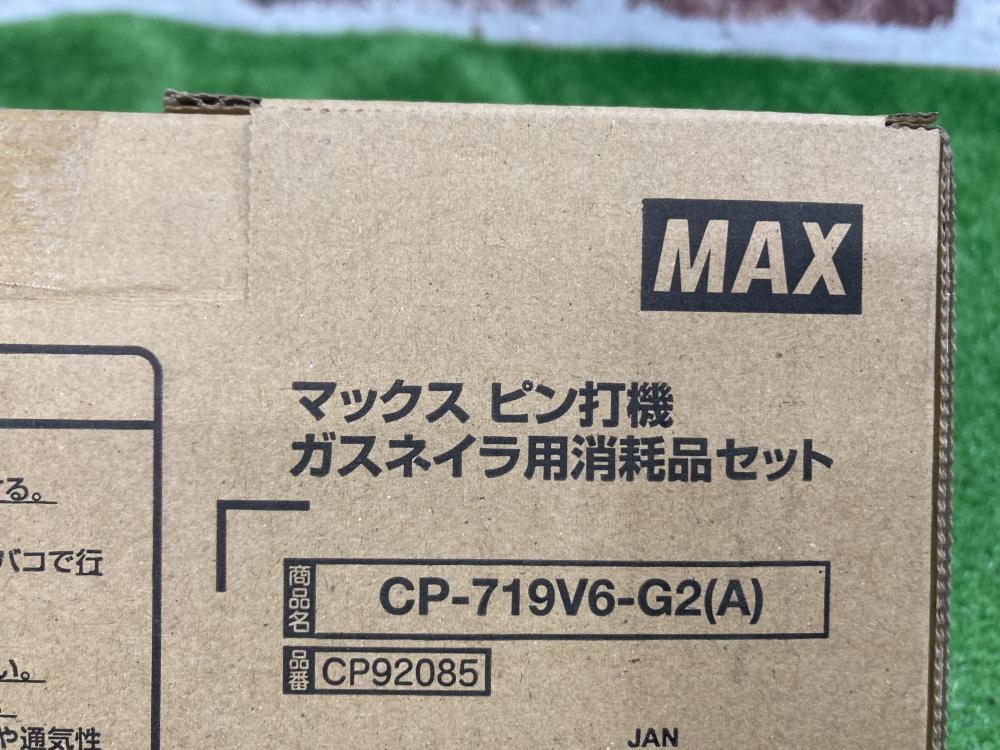 MAX
マックス ピン打機
ガスネイラ用消耗品セット
商品名 CP-719V6-G2(A)
品番 CP92085
JAN
る。
バコで行
い。
や通気性